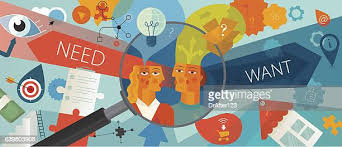 NEED
WANT
?
?
gettyimages
DrAfter123
639803908